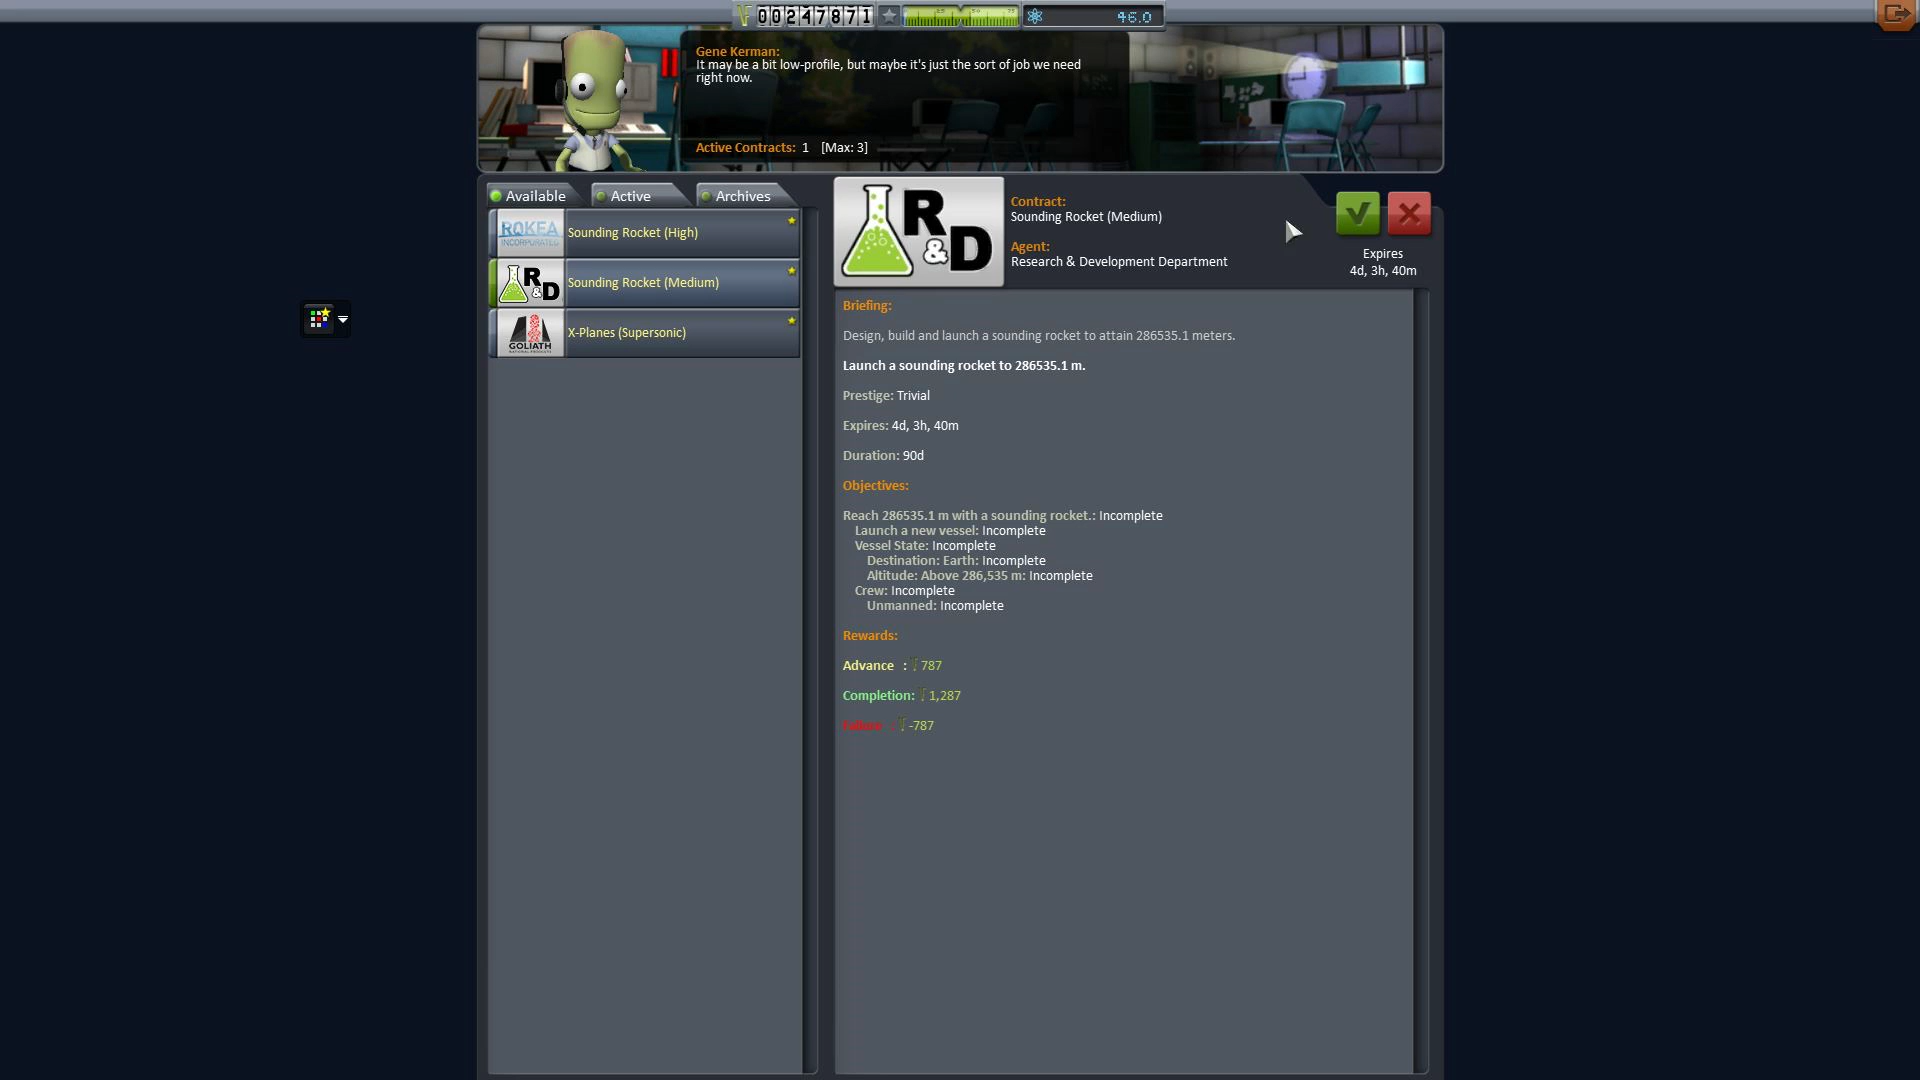 00247871
25 50 75
46.0
Gene Kerman:
It may be a bit low-profile, but maybe it's just the sort of job we need
right now.
Active Contracts: 1 [Max: 3]
Available
Active
Archives
ROKEA
INCORPORATED
Sounding Rocket (High)
R&D
Sounding Rocket (Medium)
GOLIATH
NATIONAL PRODUCTS
X-Planes (Supersonic)
R&D
Contract:
Sounding Rocket (Medium)
Agent:
Research & Development Department
Expires
4d, 3h, 40m
Briefing:
Design, build and launch a sounding rocket to attain 286535.1 meters.
Launch a sounding rocket to 286535.1 m.
Prestige: Trivial
Expires: 4d, 3h, 40m
Duration: 90d
Objectives:
Reach 286535.1 m with a sounding rocket.: Incomplete
Launch a new vessel: Incomplete
Vessel State: Incomplete
Destination: Earth: Incomplete
Altitude: Above 286,535 m: Incomplete
Crew: Incomplete
Unmanned: Incomplete
Rewards:
Advance : 787
Completion: 1,287
Failure : -787